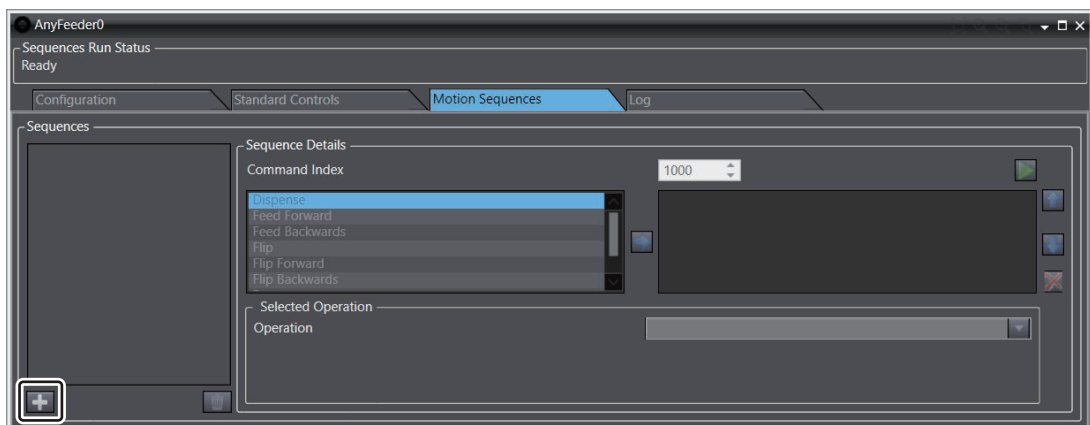 AnyFeeder0
Sequences Run Status
Ready
Configuration
Standard Controls
Motion Sequences
Log
Sequences
Sequence Details
Command Index
1000
Dispense
Feed Forward
Feed Backwards
Flip
Flip Forward
Flip Backwards
Selected Operation
Operation